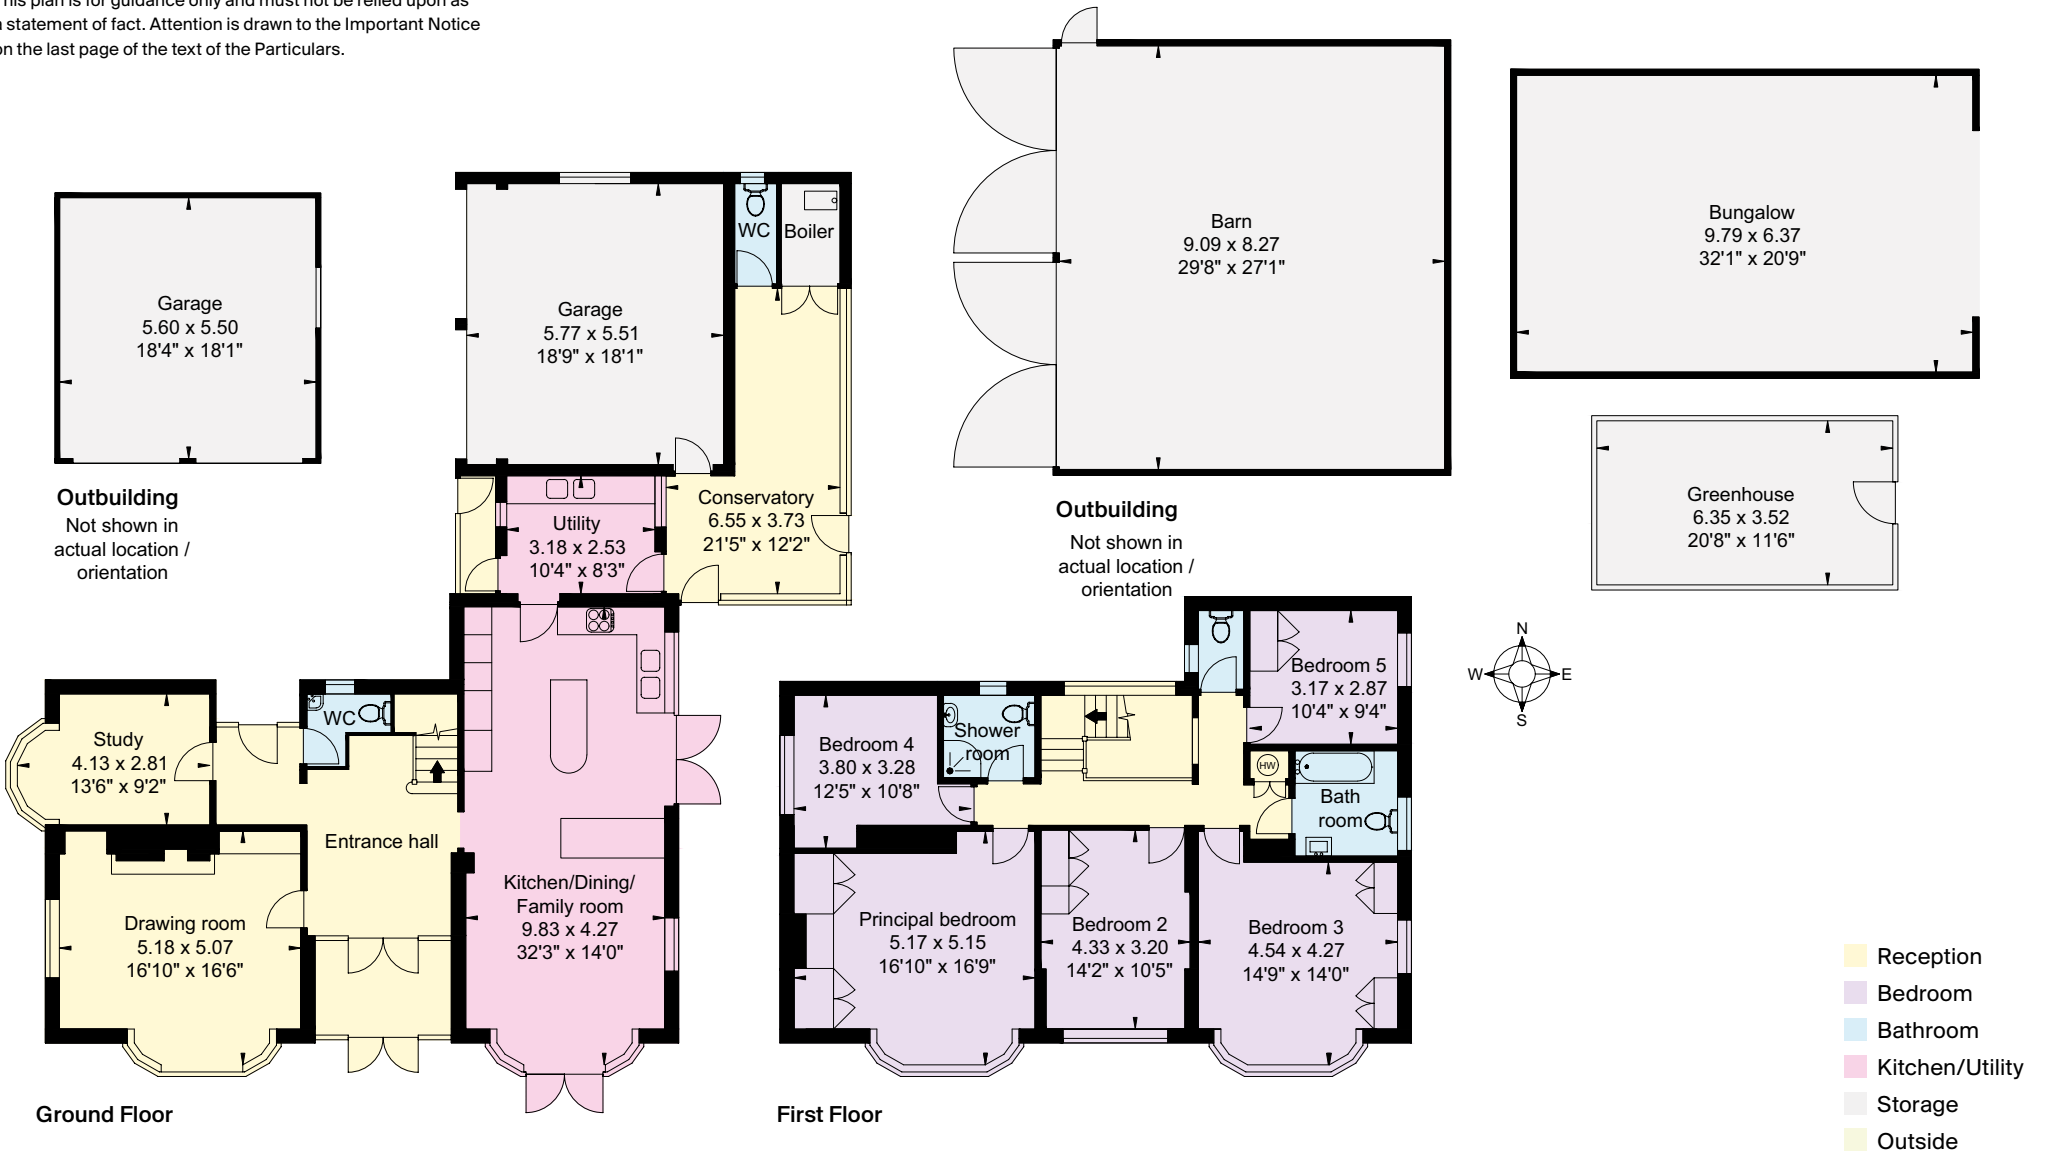 This plan is for guidance only and must not be relied upon as
a statement of fact. Attention is drawn to the Important Notice
on the last page of the text of the Particulars.
Garage
5.60 x 5.50
18'4" x 18'1"
Outbuilding
Not shown in
actual location /
orientation
Garage
5.77 x 5.51
18'9" x 18'1"
WC
Boiler
Conservatory
6.55 x 3.73
21'5" x 12'2"
Utility
3.18 x 2.53
10'4" x 8'3"
Study
4.13 x 2.81
13'6" x 9'2"
WC
Entrance hall
Drawing room
5.18 x 5.07
16'10" x 16'6"
Kitchen/Dining/
Family room
9.83 x 4.27
32'3" x 14'0"
Ground Floor
Barn
9.09 x 8.27
29'8" x 27'1"
Outbuilding
Not shown in
actual location /
orientation
Bungalow
9.79 x 6.37
32'1" x 20'9"
Greenhouse
6.35 x 3.52
20'8" x 11'6"
N
W
E
S
Bedroom 4
3.80 x 3.28
12'5" x 10'8"
Shower
room
Bedroom 5
3.17 x 2.87
10'4" x 9'4"
HW
Bath
room
Principal bedroom
5.17 x 5.15
16'10" x 16'9"
Bedroom 2
4.33 x 3.20
14'2" x 10'5"
Bedroom 3
4.54 x 4.27
14'9" x 14'0"
First Floor
Reception
Bedroom
Bathroom
Kitchen/Utility
Storage
Outside